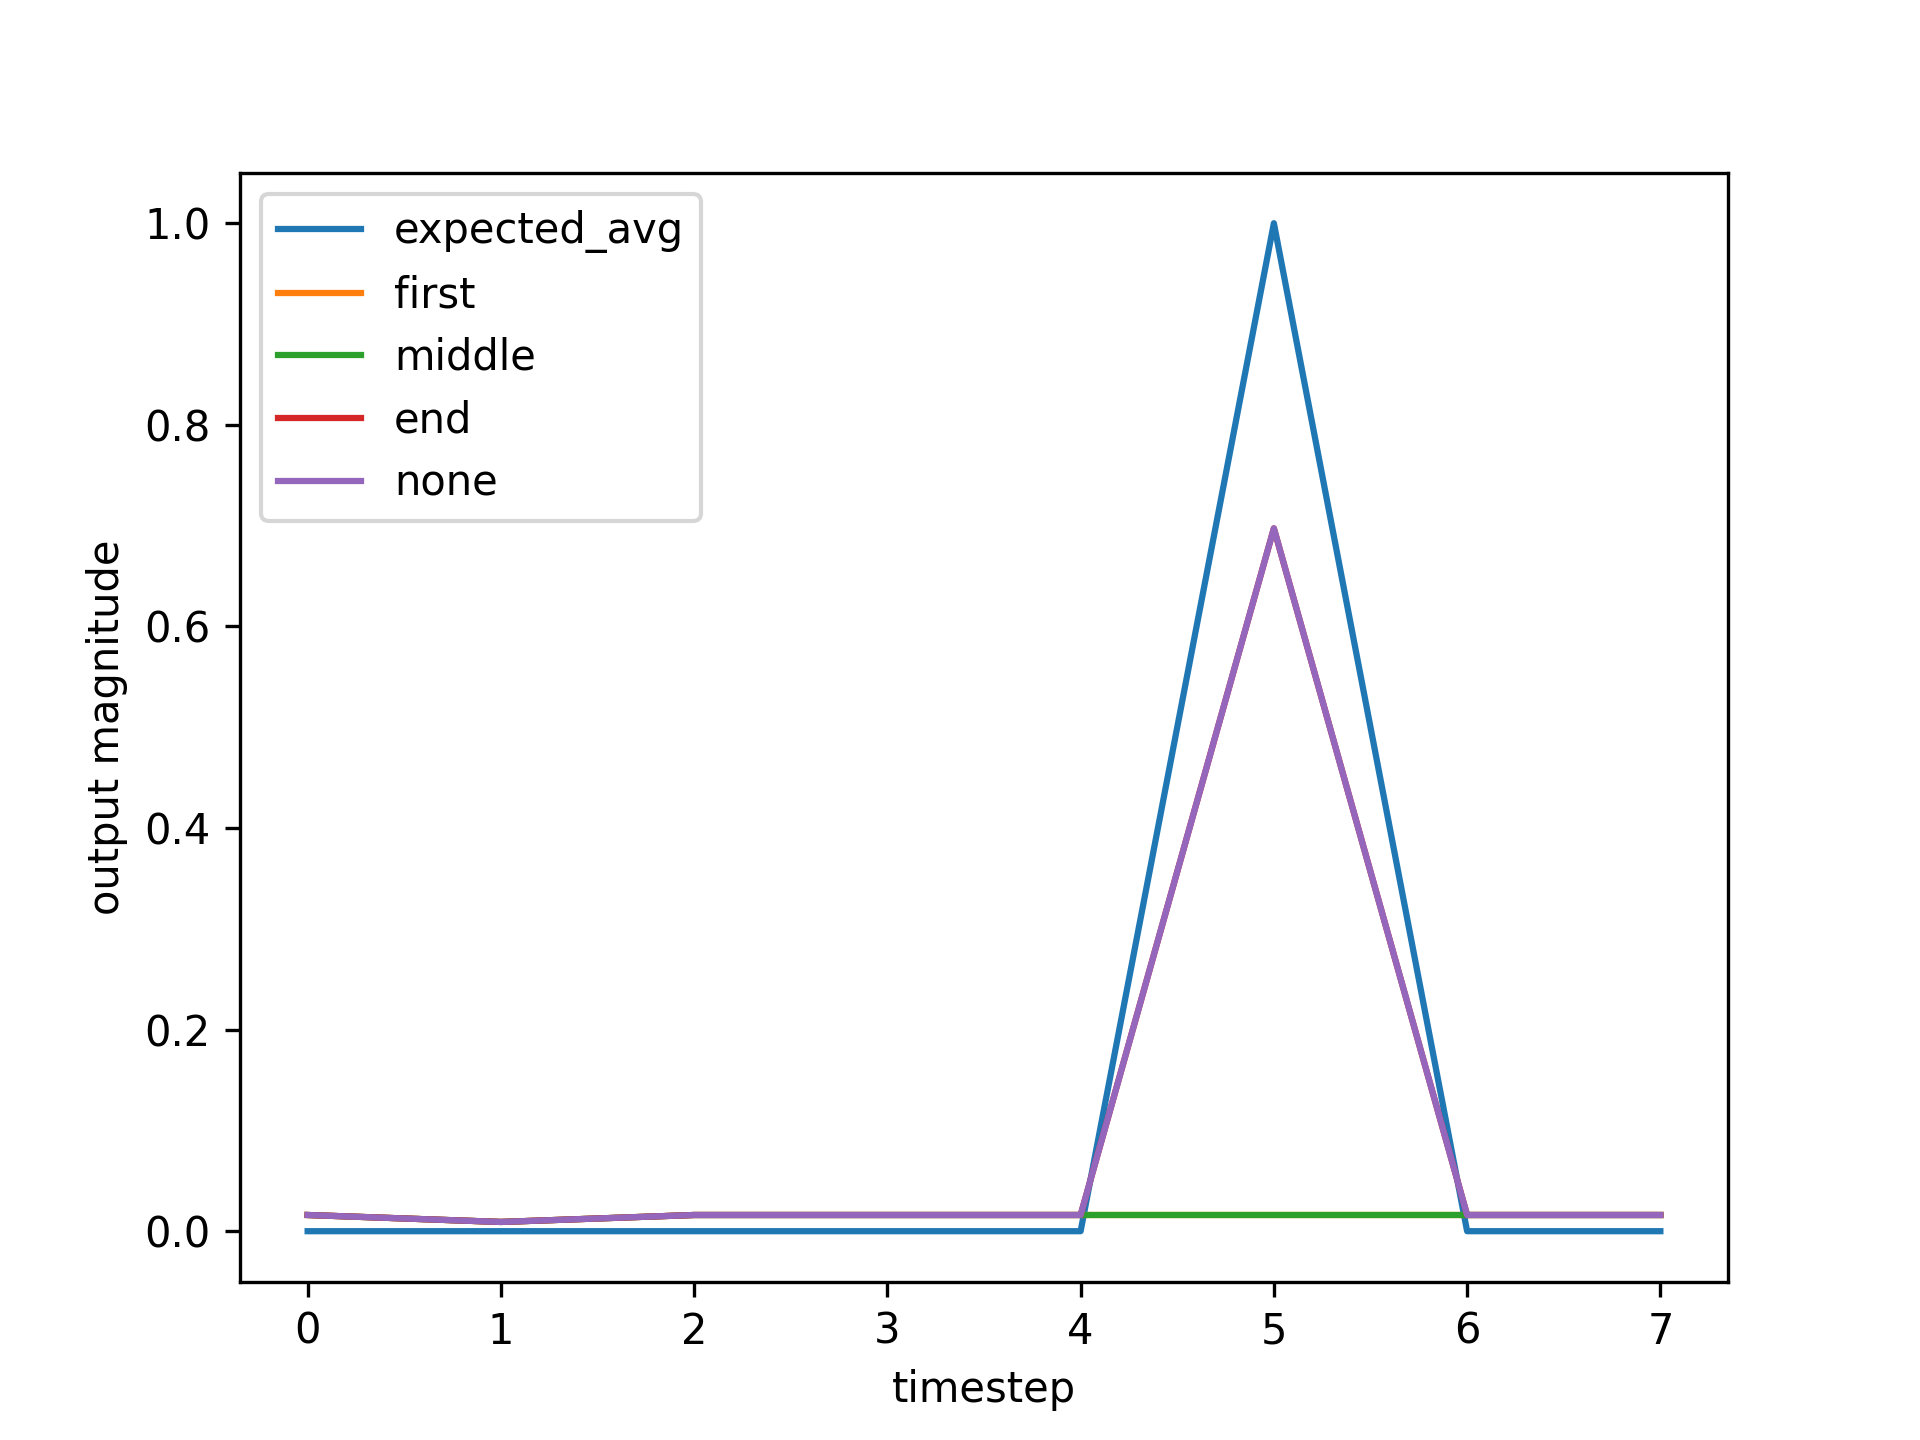 expected_avg
first
middle
end
none
output magnitude
1.0
0.8
0.6
0.4
0.2
0.0
0 1 2 3 4 5 6 7
timestep